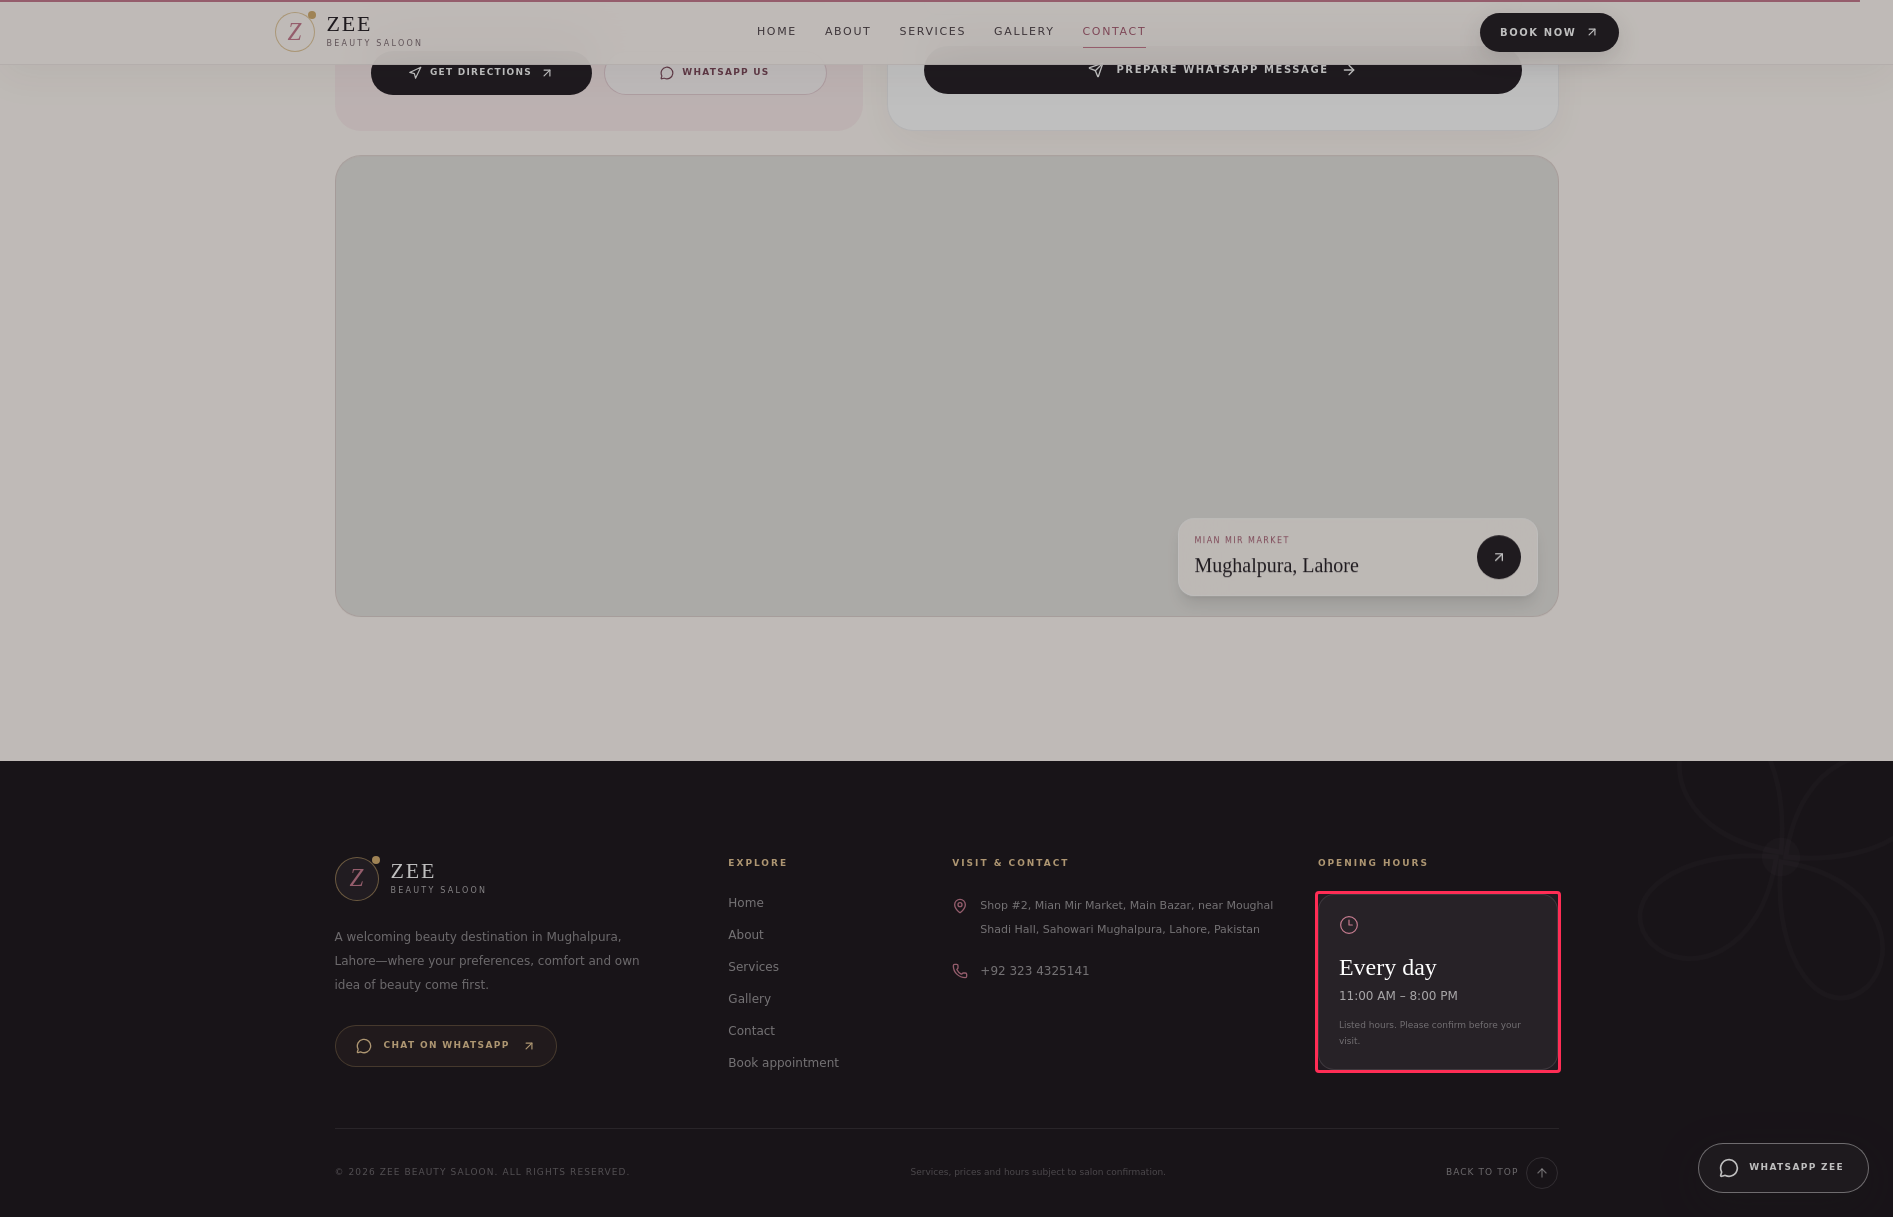 Z
ZEE
BEAUTY SALOON
HOME
ABOUT
SERVICES
GALLERY
CONTACT
BOOK NOW
GET DIRECTIONS
WHATSAPP US
PREPARE WHATSAPP MESSAGE
MIAN MIR MARKET
Mughalpura, Lahore
Z
ZEE
BEAUTY SALOON
A welcoming beauty destination in Mughalpura,
Lahore—where your preferences, comfort and own
idea of beauty come first.
CHAT ON WHATSAPP
EXPLORE
Home
About
Services
Gallery
Contact
Book appointment
VISIT & CONTACT
Shop #2, Mian Mir Market, Main Bazar, near Moughal
Shadi Hall, Sahowari Mughalpura, Lahore, Pakistan
+92 323 4325141
OPENING HOURS
Every day
11:00 AM – 8:00 PM
Listed hours. Please confirm before your
visit.
© 2026 ZEE BEAUTY SALOON. ALL RIGHTS RESERVED.
Services, prices and hours subject to salon confirmation.
BACK TO TOP
WHATSAPP ZEE